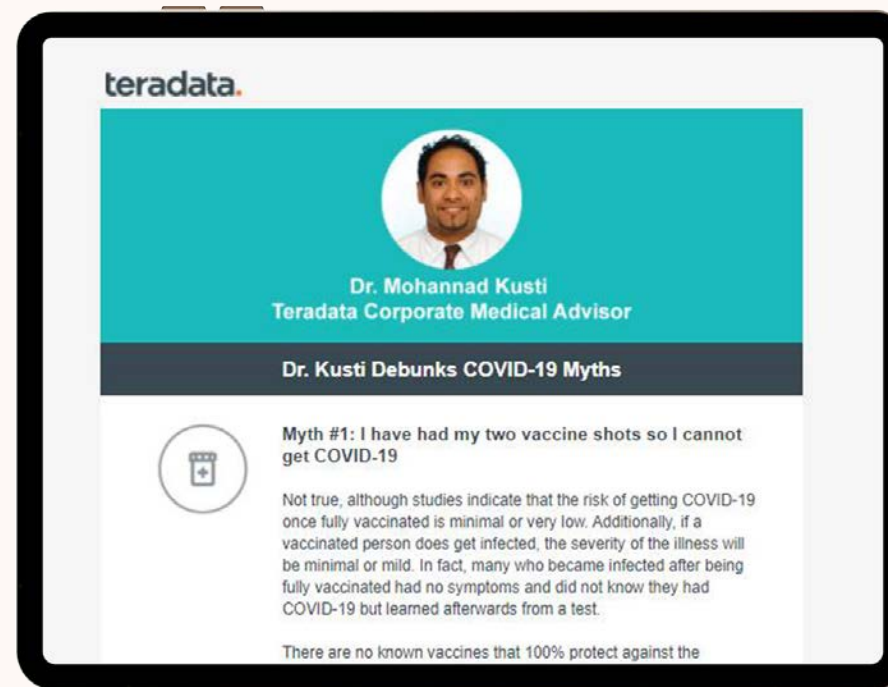 teradata.
Dr. Mohannad Kusti
Teradata Corporate Medical Advisor
Dr. Kusti Debunks COVID-19 Myths
Myth #1: I have had my two vaccine shots so I cannot
get COVID-19
Not true, although studies indicate that the risk of getting COVID-19
once fully vaccinated is minimal or very low. Additionally, if a
vaccinated person does get infected, the severity of the illness will
be minimal or mild. In fact, many who became infected after being
fully vaccinated had no symptoms and did not know they had
COVID-19 but learned afterwards from a test.
There are no known vaccines that 100% protect against the